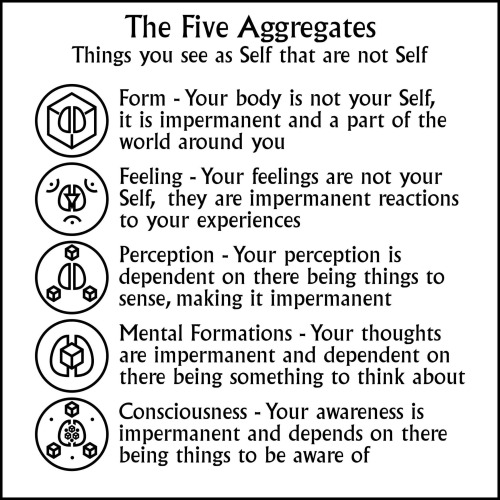 The Five Aggregates
Things you see as Self that are not Self
Form - Your body is not your Self,
it is impermanent and a part of the
world around you
Feeling - Your feelings are not your
Self, they are impermanent reactions
to your experiences
Perception - Your perception is
dependent on there being things to
sense, making it impermanent
Mental Formations - Your thoughts
are impermanent and dependent on
there being something to think about
Consciousness - Your awareness is
impermanent and depends on there
being things to be aware of